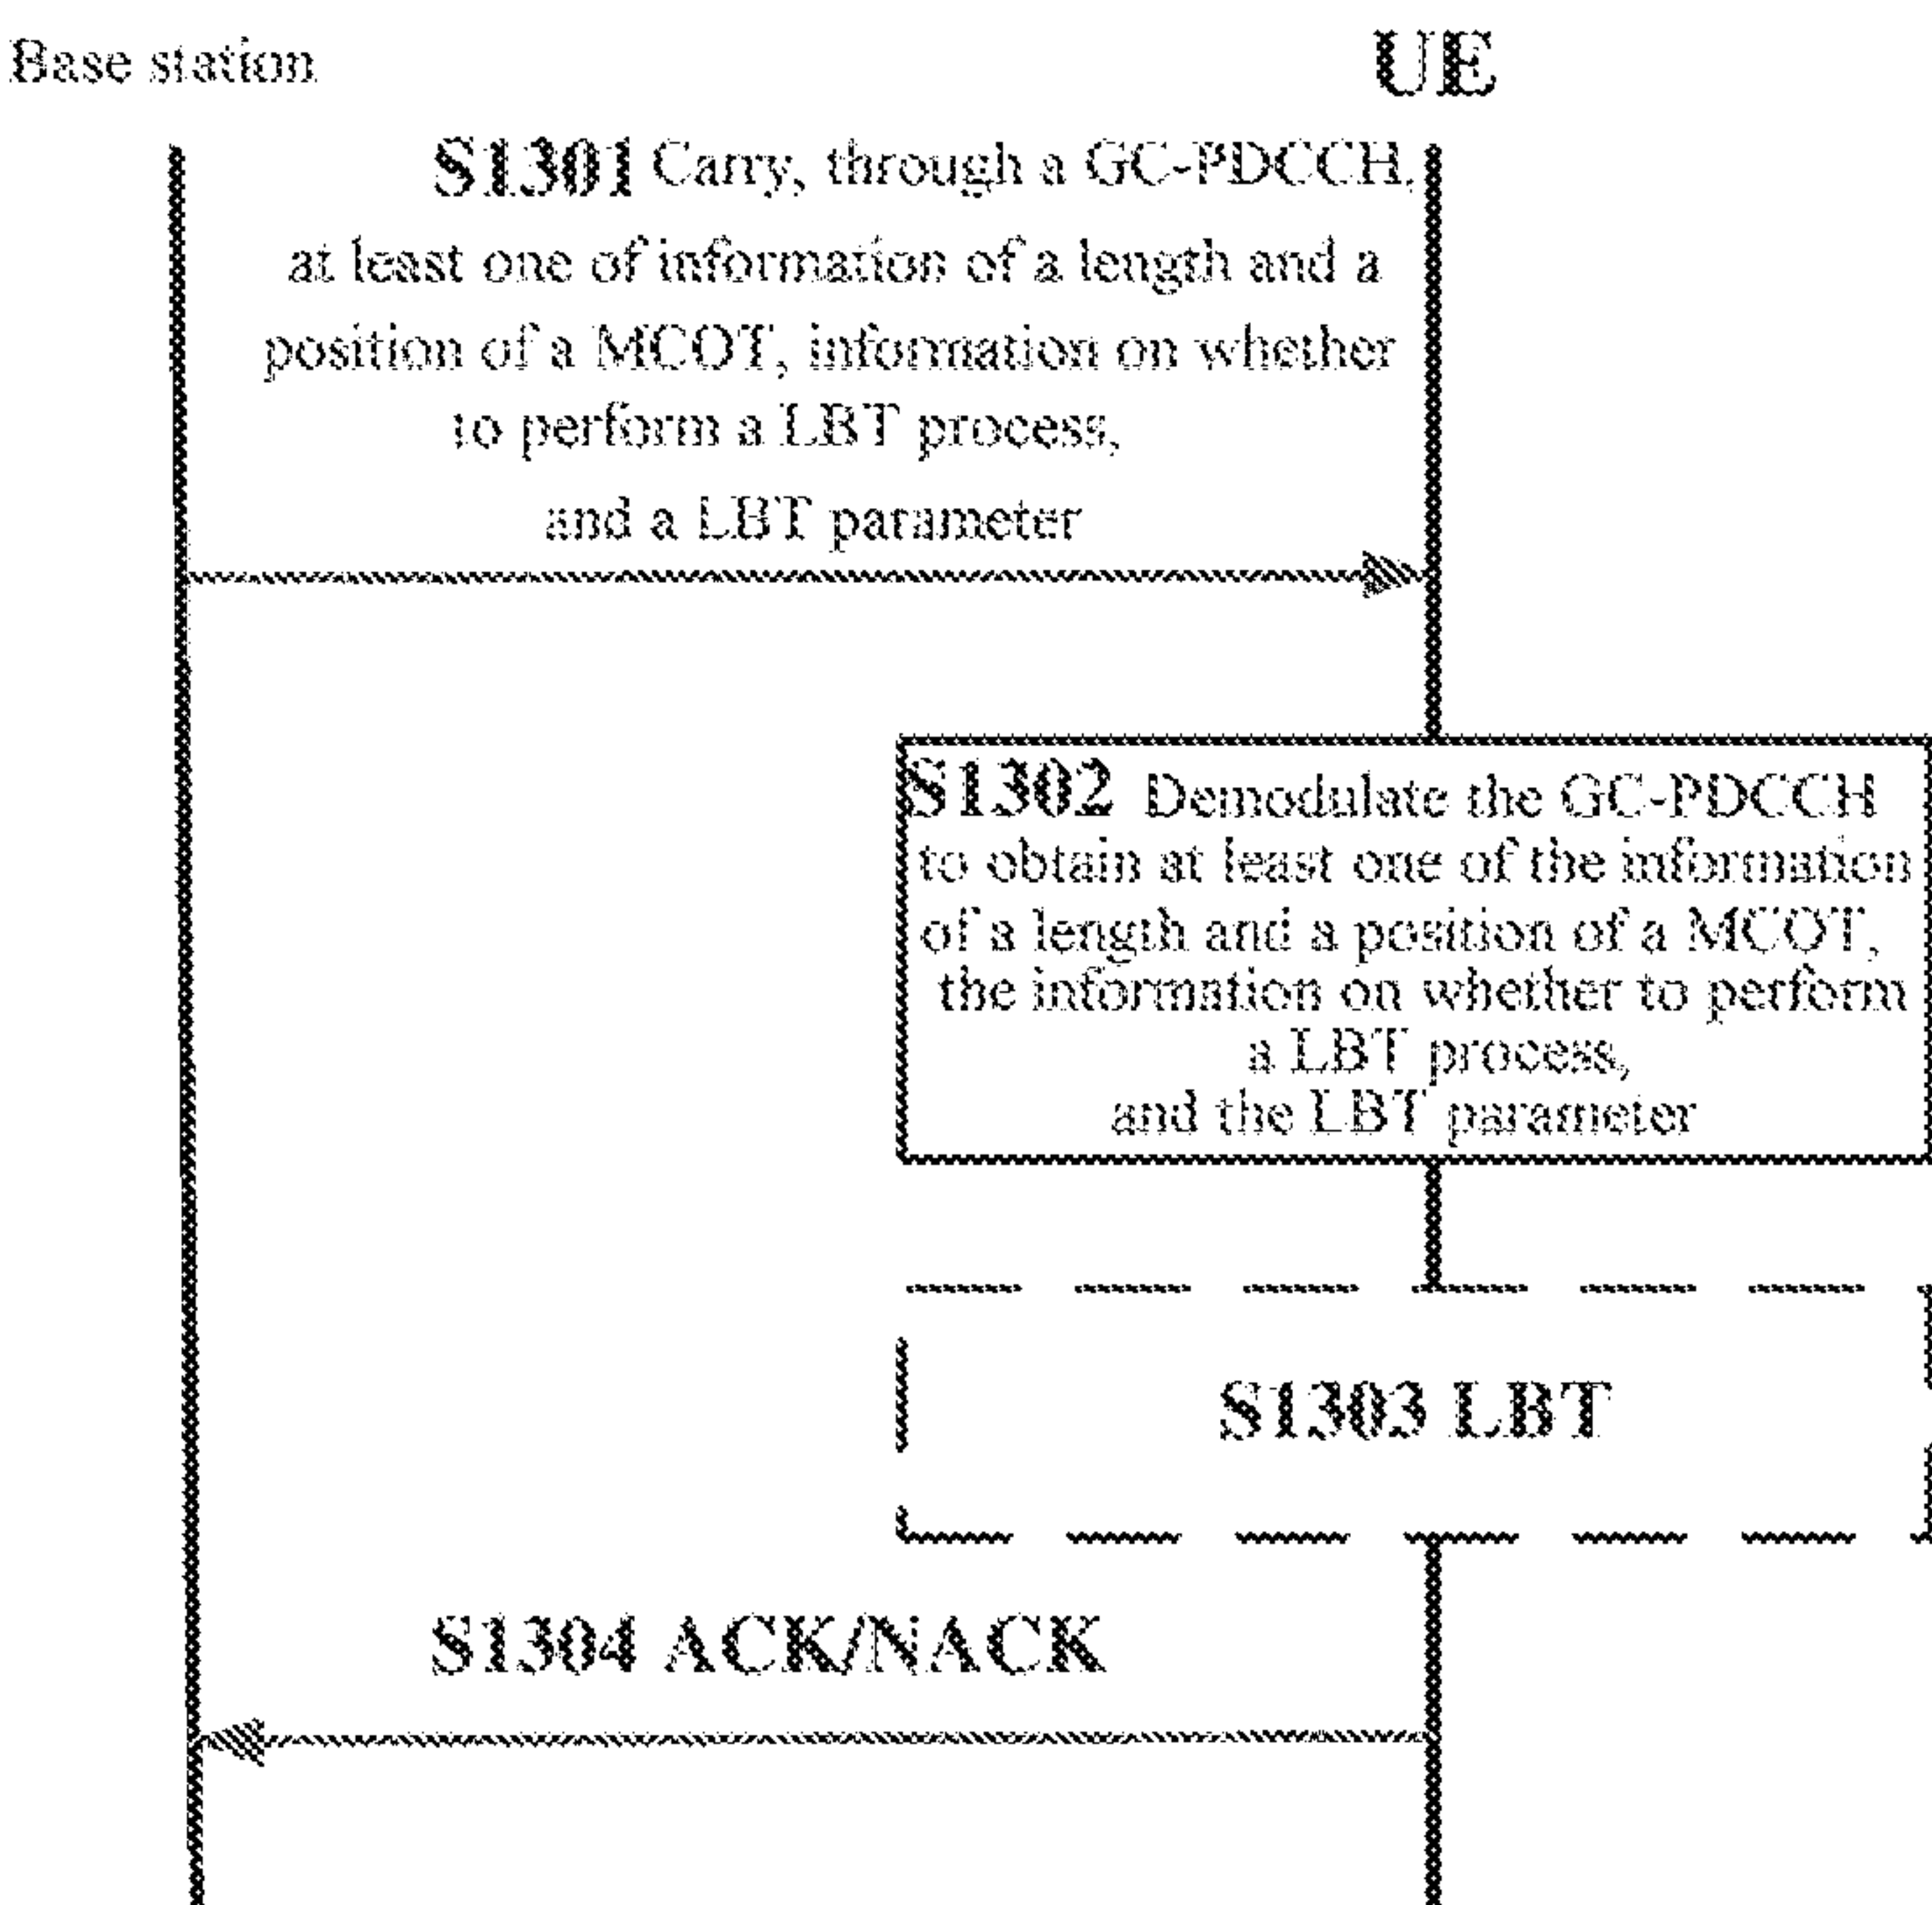 Base station
UE
S1301 Carry, through a GC-PDCCH,
at least one of information of a length and a
position of a MCOT, information on whether
to perform a LBT process,
and a LBT parameter
S1302 Demodulate the GC-PDCCH
to obtain at least one of the information
of a length and a position of a MCOT,
the information on whether to perform
a LBT process,
and the LBT parameter
S1303 LBT
S1304 ACK/NACK